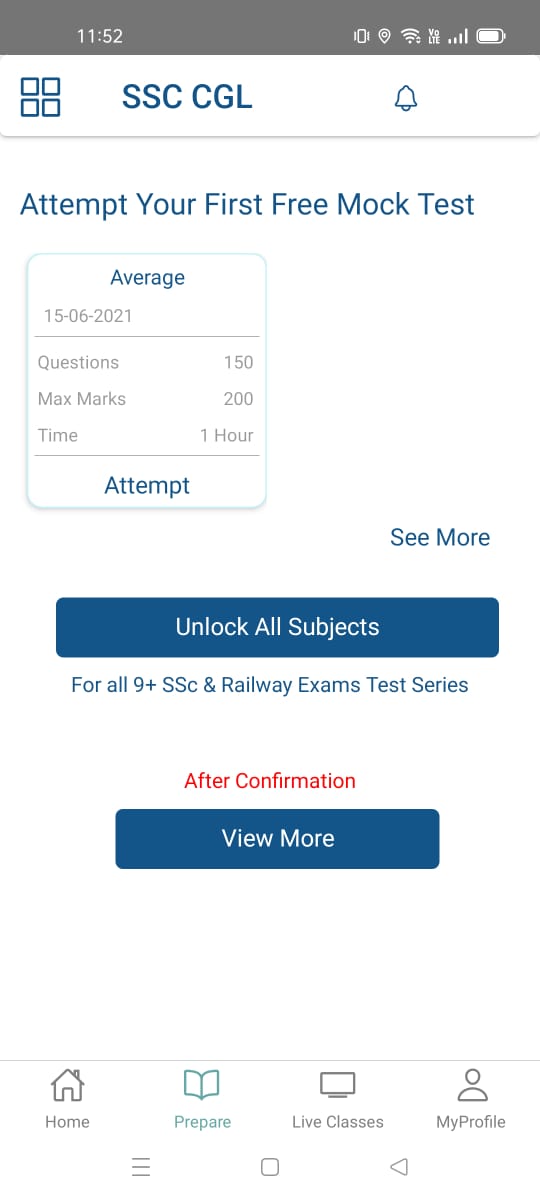 11:52
Vo
LTE
SSC CGL
Attempt Your First Free Mock Test
Average
15-06-2021
Questions 150
Max Marks 200
Time 1 Hour
Attempt
See More
Unlock All Subjects
For all 9+ SSc & Railway Exams Test Series
After Confirmation
View More
Home Prepare Live Classes MyProfile